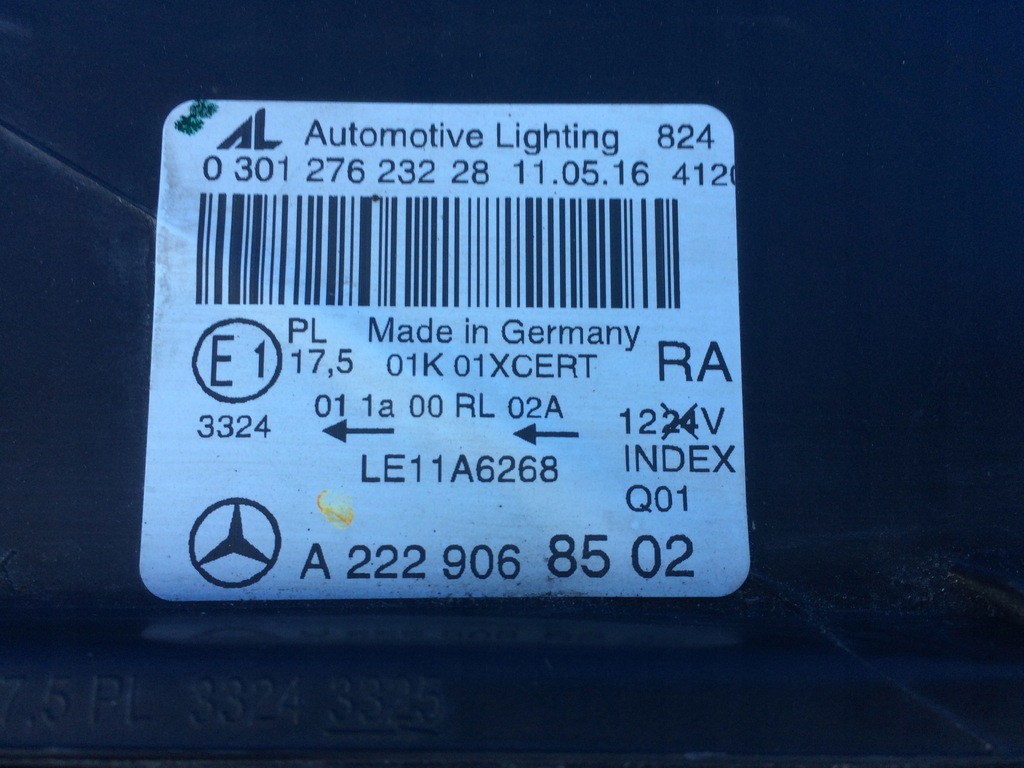 AL Automotive Lighting 824
0 301 276 232 28 11.05.16 412
E1 PL Made in Germany
17,5 01K 01XCERT RA
01 1a 00 RL 02A
3324 1224V
LE11A6268 INDEX
Q01
A 222 906 85 02
7,5 PL 3324 3325